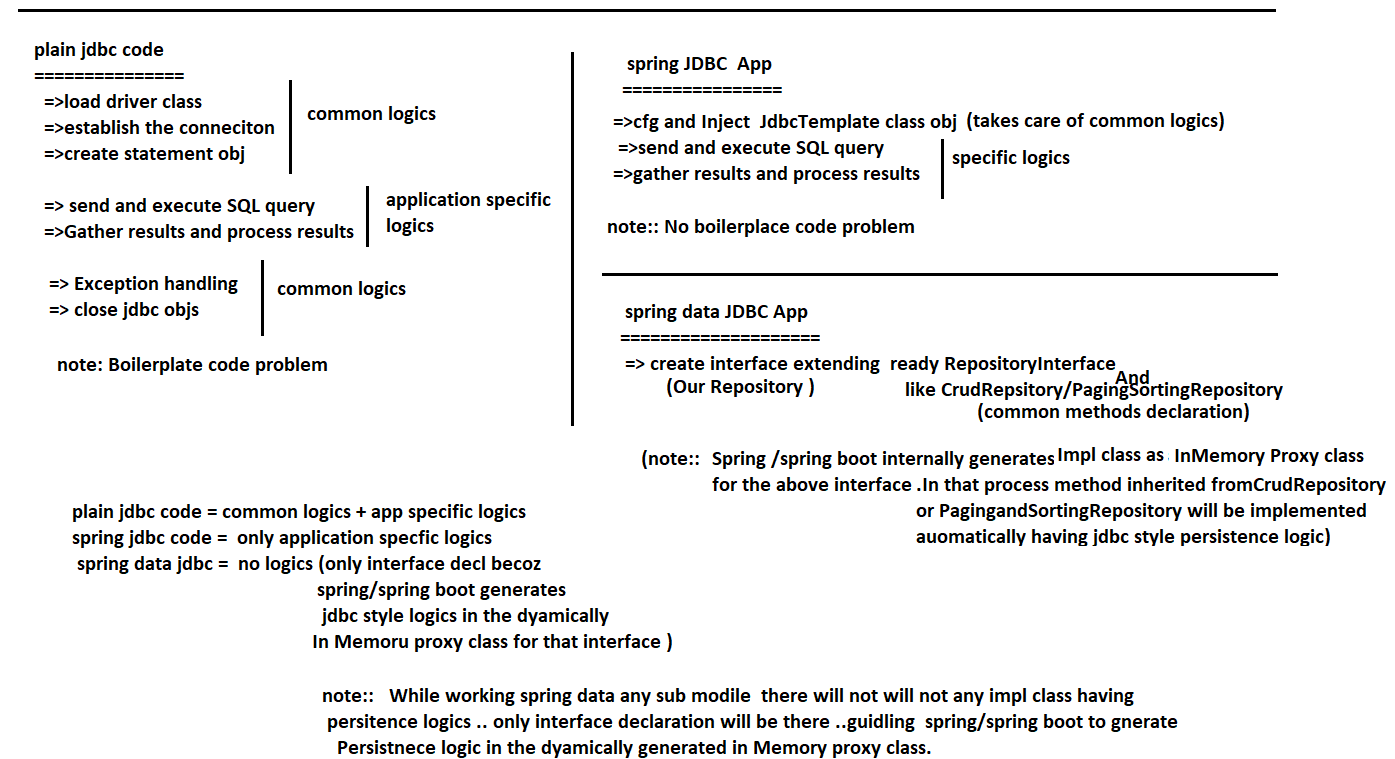 plain jdbc code
===============
=>load driver class
=>establish the conneciton
=>create statement obj
common logics
=> send and execute SQL query
=>Gather results and process results
application specific
logics
=> Exception handling
=> close jdbc objs
common logics
note: Boilerplate code problem
spring JDBC  App
================
=>cfg and Inject  JdbcTemplate class obj  (takes care of common logics)
=>send and execute SQL query
=>gather results and process results
specific logics
note:: No boilerplace code problem
spring data JDBC App
====================
=> create interface extending  ready RepositoryInterface
(Our Repository )
And
like CrudRepsitory/PagingSortingRepository
(common methods declaration)
(note::  Spring /spring boot internally generates Impl class as  InMemory Proxy class
for the above interface .In that process method inherited fromCrudRepository
or PagingandSortingRepository will be implemented
auomatically having jdbc style persistence logic)
plain jdbc code = common logics + app specific logics
spring jdbc code =  only application specfic logics
spring data jdbc =  no logics (only interface decl becoz
spring/spring boot generates
jdbc style logics in the dyamically
In Memoru proxy class for that interface )
note::   While working spring data any sub modile  there will not will not any impl class having
persitence logics .. only interface declaration will be there ..guidling  spring/spring boot to gnerate
Persistnece logic in the dyamically generated in Memory proxy class.